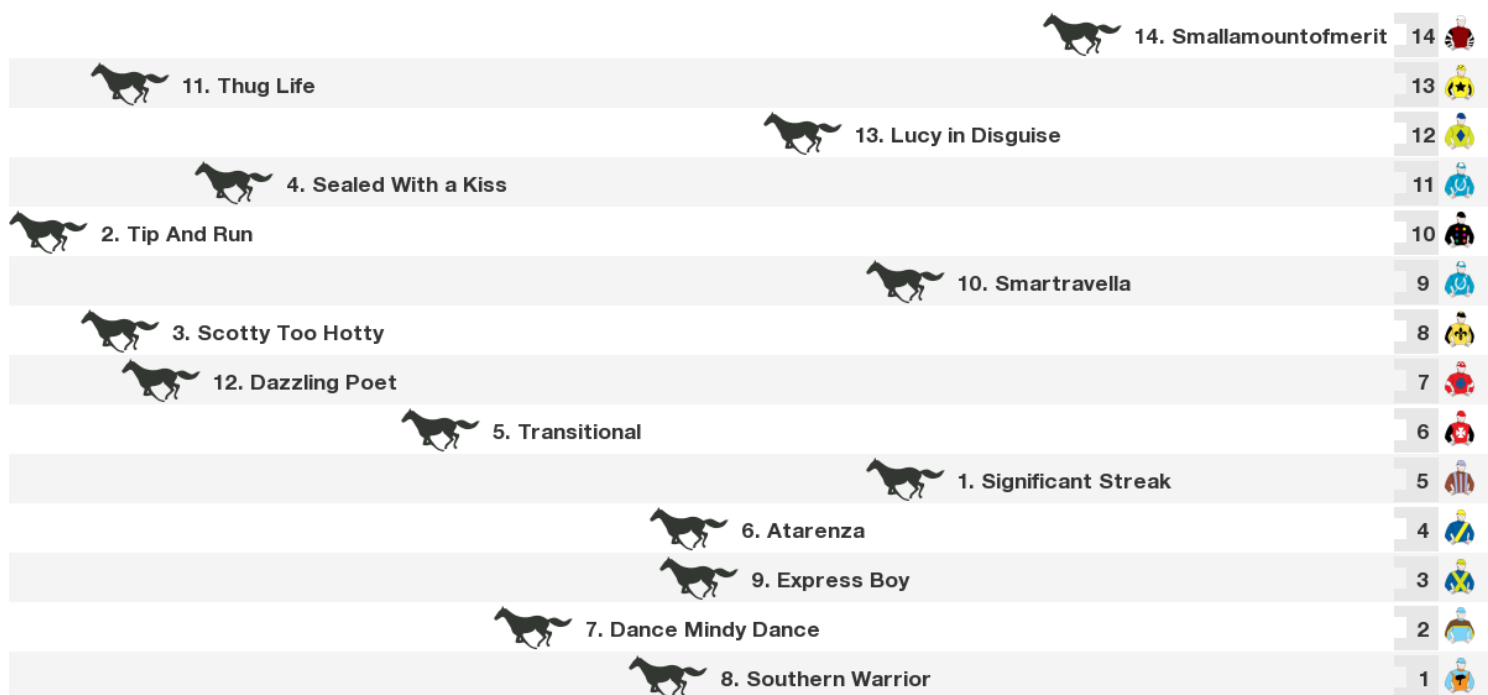 14. Smallamountofmerit 14
11. Thug Life 13
13. Lucy in Disguise 12
4. Sealed With a Kiss 11
2. Tip And Run 10
10. Smartravella 9
3. Scotty Too Hotty 8
12. Dazzling Poet 7
5. Transitional 6
1. Significant Streak 5
6. Atarenza 4
9. Express Boy 3
7. Dance Mindy Dance 2
8. Southern Warrior 1